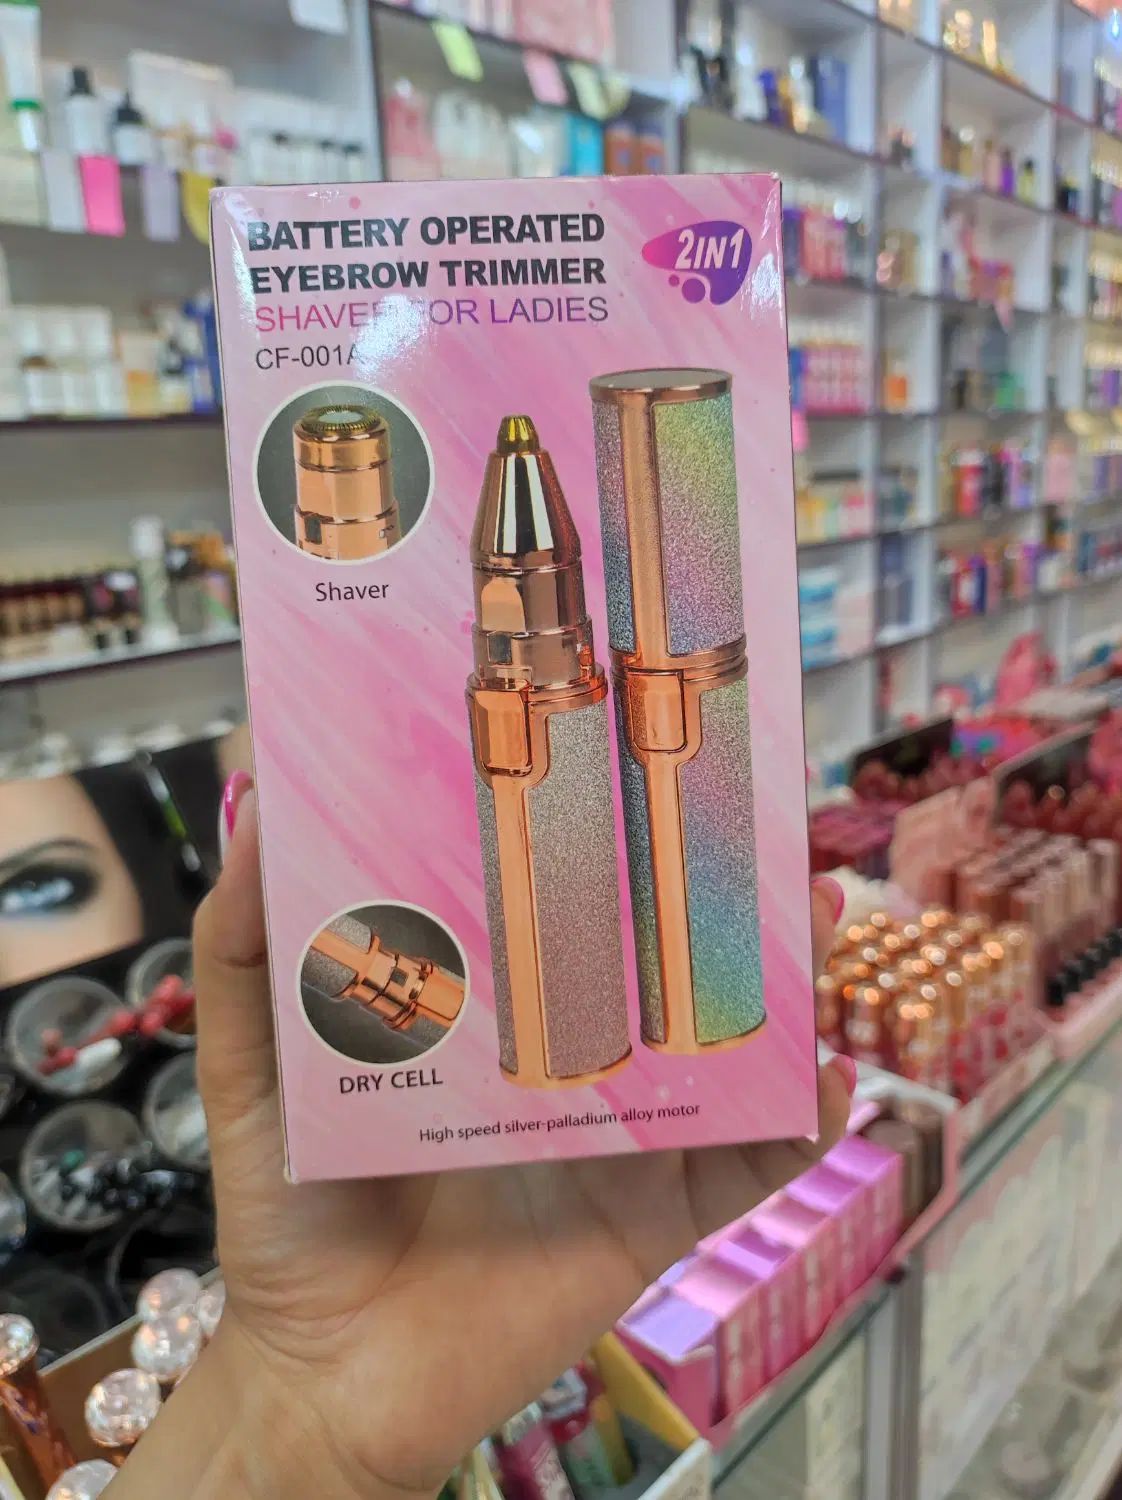 BATTERY OPERATED
EYEBROW TRIMMER
SHAVER FOR LADIES
CF-001A
2IN1
Shaver
DRY CELL
High speed silver-palladium alloy motor